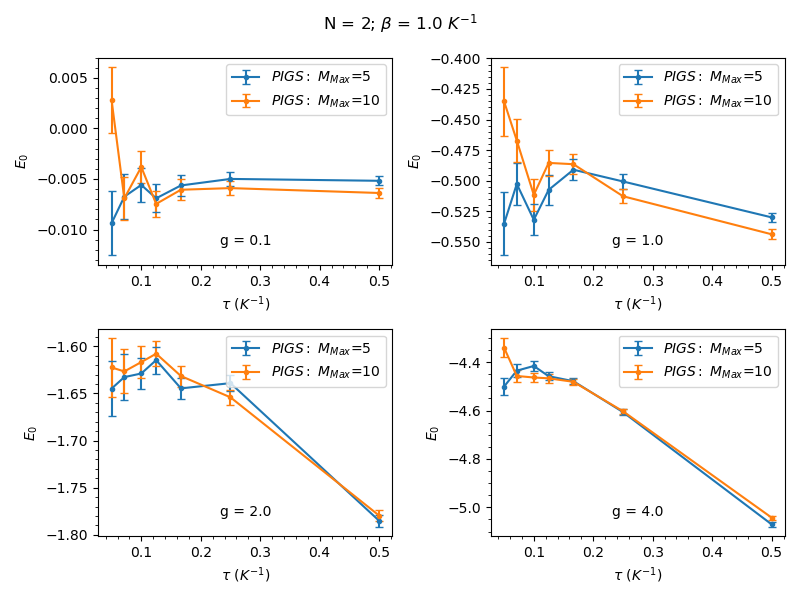 N = 2; β = 1.0 K⁻¹
0.005
0.000
−0.005
−0.010
E₀
PIGS : M_Max=5
PIGS : M_Max=10
g = 0.1
0.1 0.2 0.3 0.4 0.5
τ (K⁻¹)
−0.400
−0.425
−0.450
−0.475
−0.500
−0.525
−0.550
E₀
PIGS : M_Max=5
PIGS : M_Max=10
g = 1.0
0.1 0.2 0.3 0.4 0.5
τ (K⁻¹)
−1.60
−1.65
−1.70
−1.75
−1.80
E₀
PIGS : M_Max=5
PIGS : M_Max=10
g = 2.0
0.1 0.2 0.3 0.4 0.5
τ (K⁻¹)
−4.4
−4.6
−4.8
−5.0
E₀
PIGS : M_Max=5
PIGS : M_Max=10
g = 4.0
0.1 0.2 0.3 0.4 0.5
τ (K⁻¹)